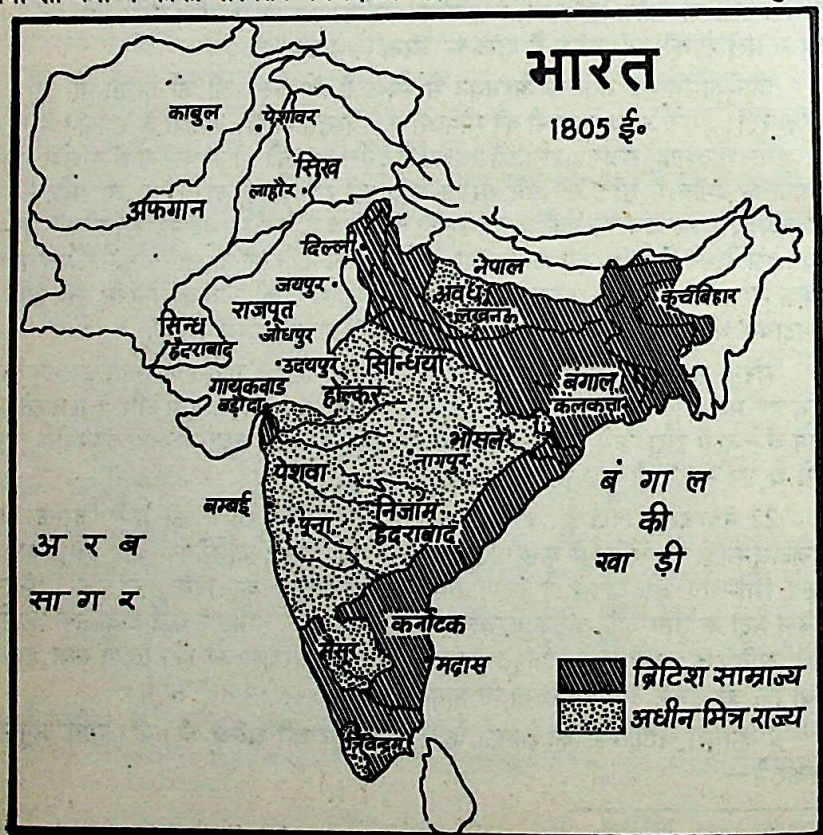 भारत
1805 ई॰
काबुल
पेशावर
सिख
लाहौर
अफगान
दिल्ली
नेपाल
जयपुर
अवध
लखनऊ
कूचबिहार
राजपूत
जोधपुर
सिन्ध
हैदराबाद
उदयपुर
सिन्धिया
गायकवाड
बड़ौदा
होल्कर
बंगाल
कलकत्ता
भोंसले
नागपुर
पेशवा
बम्बई
पूना
निजाम
हैदराबाद
बंगाल
की
खाड़ी
अरब
सागर
कर्नाटक
मैसूर
मद्रास
ब्रिटिश साम्राज्य
अधीन मित्र राज्य
त्रिवेन्द्रम